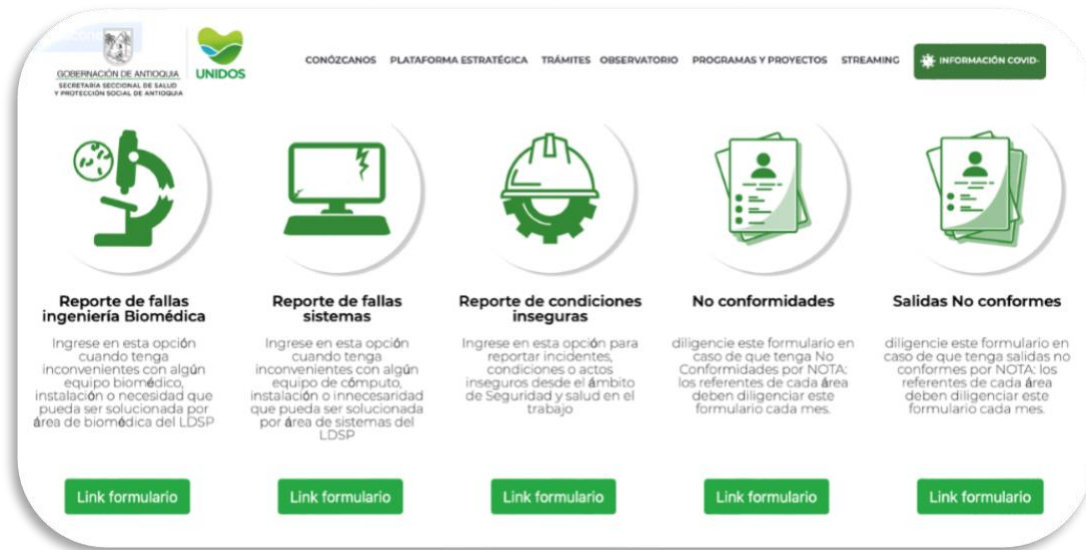 GOBERNACIÓN DE ANTIOQUIA
SECRETARÍA SECCIONAL DE SALUD
Y PROTECCIÓN SOCIAL DE ANTIOQUIA
UNIDOS
CONÓZCANOS PLATAFORMA ESTRATÉGICA TRÁMITES OBSERVATORIO PROGRAMAS Y PROYECTOS STREAMING INFORMACIÓN COVID-
Reporte de fallas
ingeniería Biomédica
Ingrese en esta opción
cuando tenga
inconvenientes con algún
equipo biomédico,
instalación o necesidad que
pueda ser solucionada por
área de biomédica del LDSP
Link formulario
Reporte de fallas
sistemas
Ingrese en esta opción
cuando tenga
inconvenientes con algún
equipo de cómputo,
instalación o innecesaridad
que pueda ser solucionada
por área de sistemas del
LDSP
Link formulario
Reporte de condiciones
inseguras
Ingrese en esta opción para
reportar incidentes,
condiciones o actos
inseguros desde el ámbito
de Seguridad y salud en el
trabajo
Link formulario
No conformidades
diligencie este formulario en
caso de que tenga No
Conformidades por NOTA:
los referentes de cada área
deben diligenciar este
formulario cada mes.
Link formulario
Salidas No conformes
diligencie este formulario en
caso de que tenga salidas no
conformes por NOTA: los
referentes de cada área
deben diligenciar este
formulario cada mes.
Link formulario